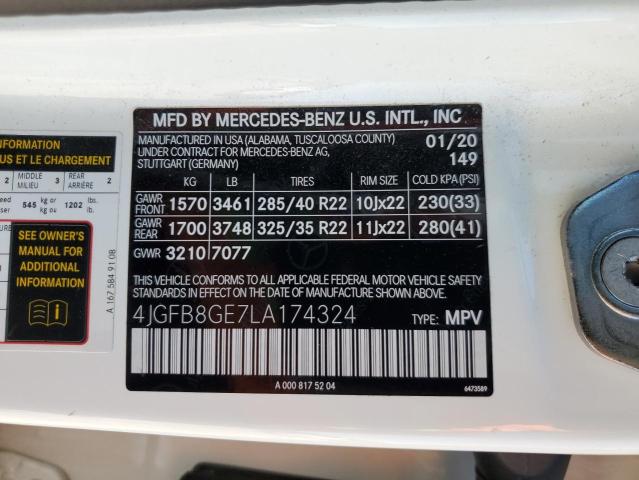 INFORMATION
US ET LE CHARGEMENT
2 MIDDLE MILIEU 3 REAR ARRIÈRE 2
545 kg ou 1202 lbs.
SEE OWNER'S
MANUAL FOR
ADDITIONAL
INFORMATION
A 167 584 91 08
MFD BY MERCEDES-BENZ U.S. INTL., INC
MANUFACTURED IN USA (ALABAMA, TUSCALOOSA COUNTY) 01/20
UNDER CONTRACT FOR MERCEDES-BENZ AG, 149
STUTTGART (GERMANY)
KG LB TIRES RIM SIZE COLD KPA (PSI)
GAWR FRONT 1570 3461 285/40 R22 10Jx22 230(33)
GAWR REAR 1700 3748 325/35 R22 11Jx22 280(41)
GVWR 3210 7077
THIS VEHICLE CONFORMS TO ALL APPLICABLE FEDERAL MOTOR VEHICLE SAFETY
STANDARDS IN EFFECT ON THE DATE OF MANUFACTURE SHOWN ABOVE.
4JGFB8GE7LA174324 TYPE: MPV
A 000 817 52 04 6473589